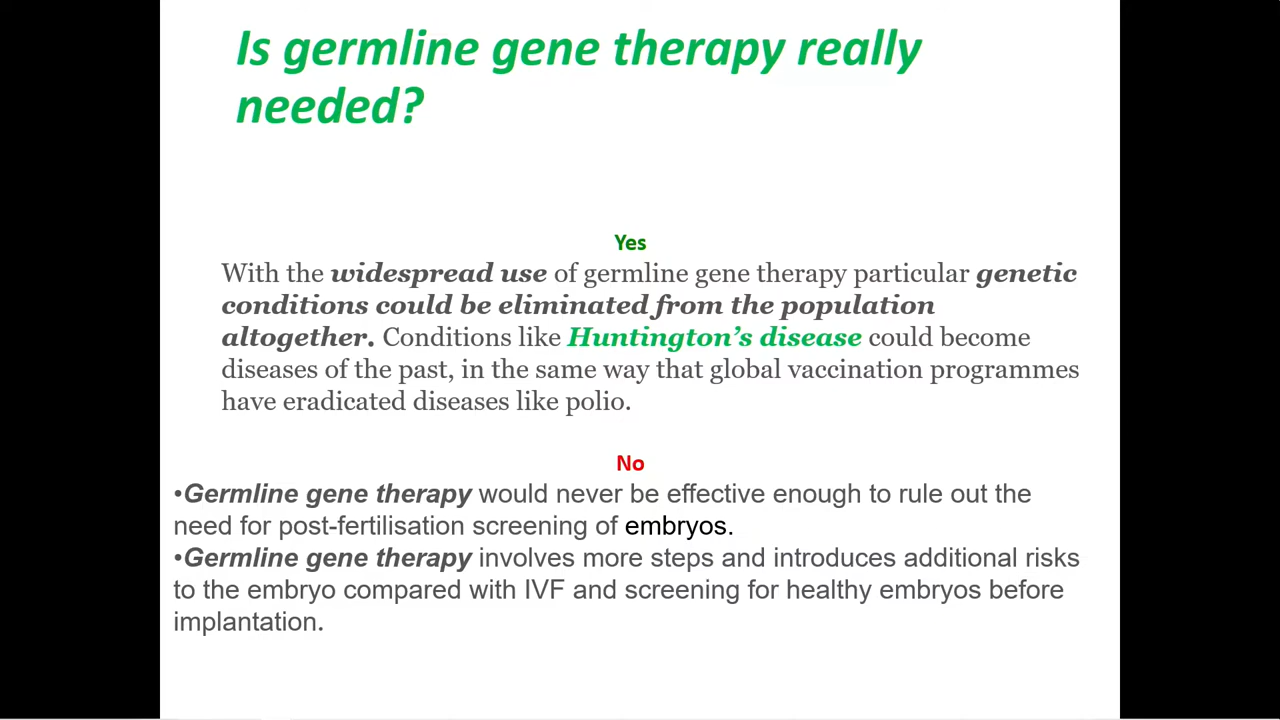 Is germline gene therapy really
needed?
Yes
With the widespread use of germline gene therapy particular genetic
conditions could be eliminated from the population
altogether. Conditions like Huntington’s disease could become
diseases of the past, in the same way that global vaccination programmes
have eradicated diseases like polio.
No
•Germline gene therapy would never be effective enough to rule out the
need for post-fertilisation screening of embryos.
•Germline gene therapy involves more steps and introduces additional risks
to the embryo compared with IVF and screening for healthy embryos before
implantation.